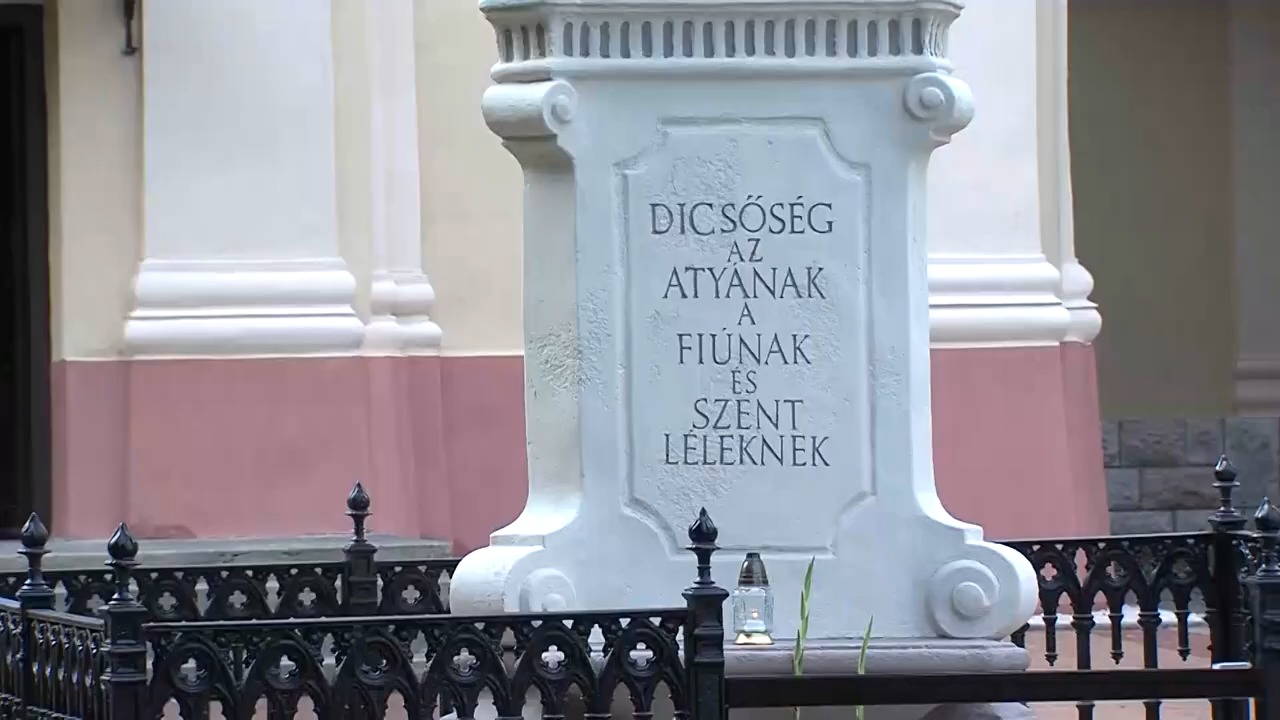 DICSŐSÉG
AZ
ATYÁNAK
A
FIÚNAK
ÉS
SZENT
LÉLEKNEK